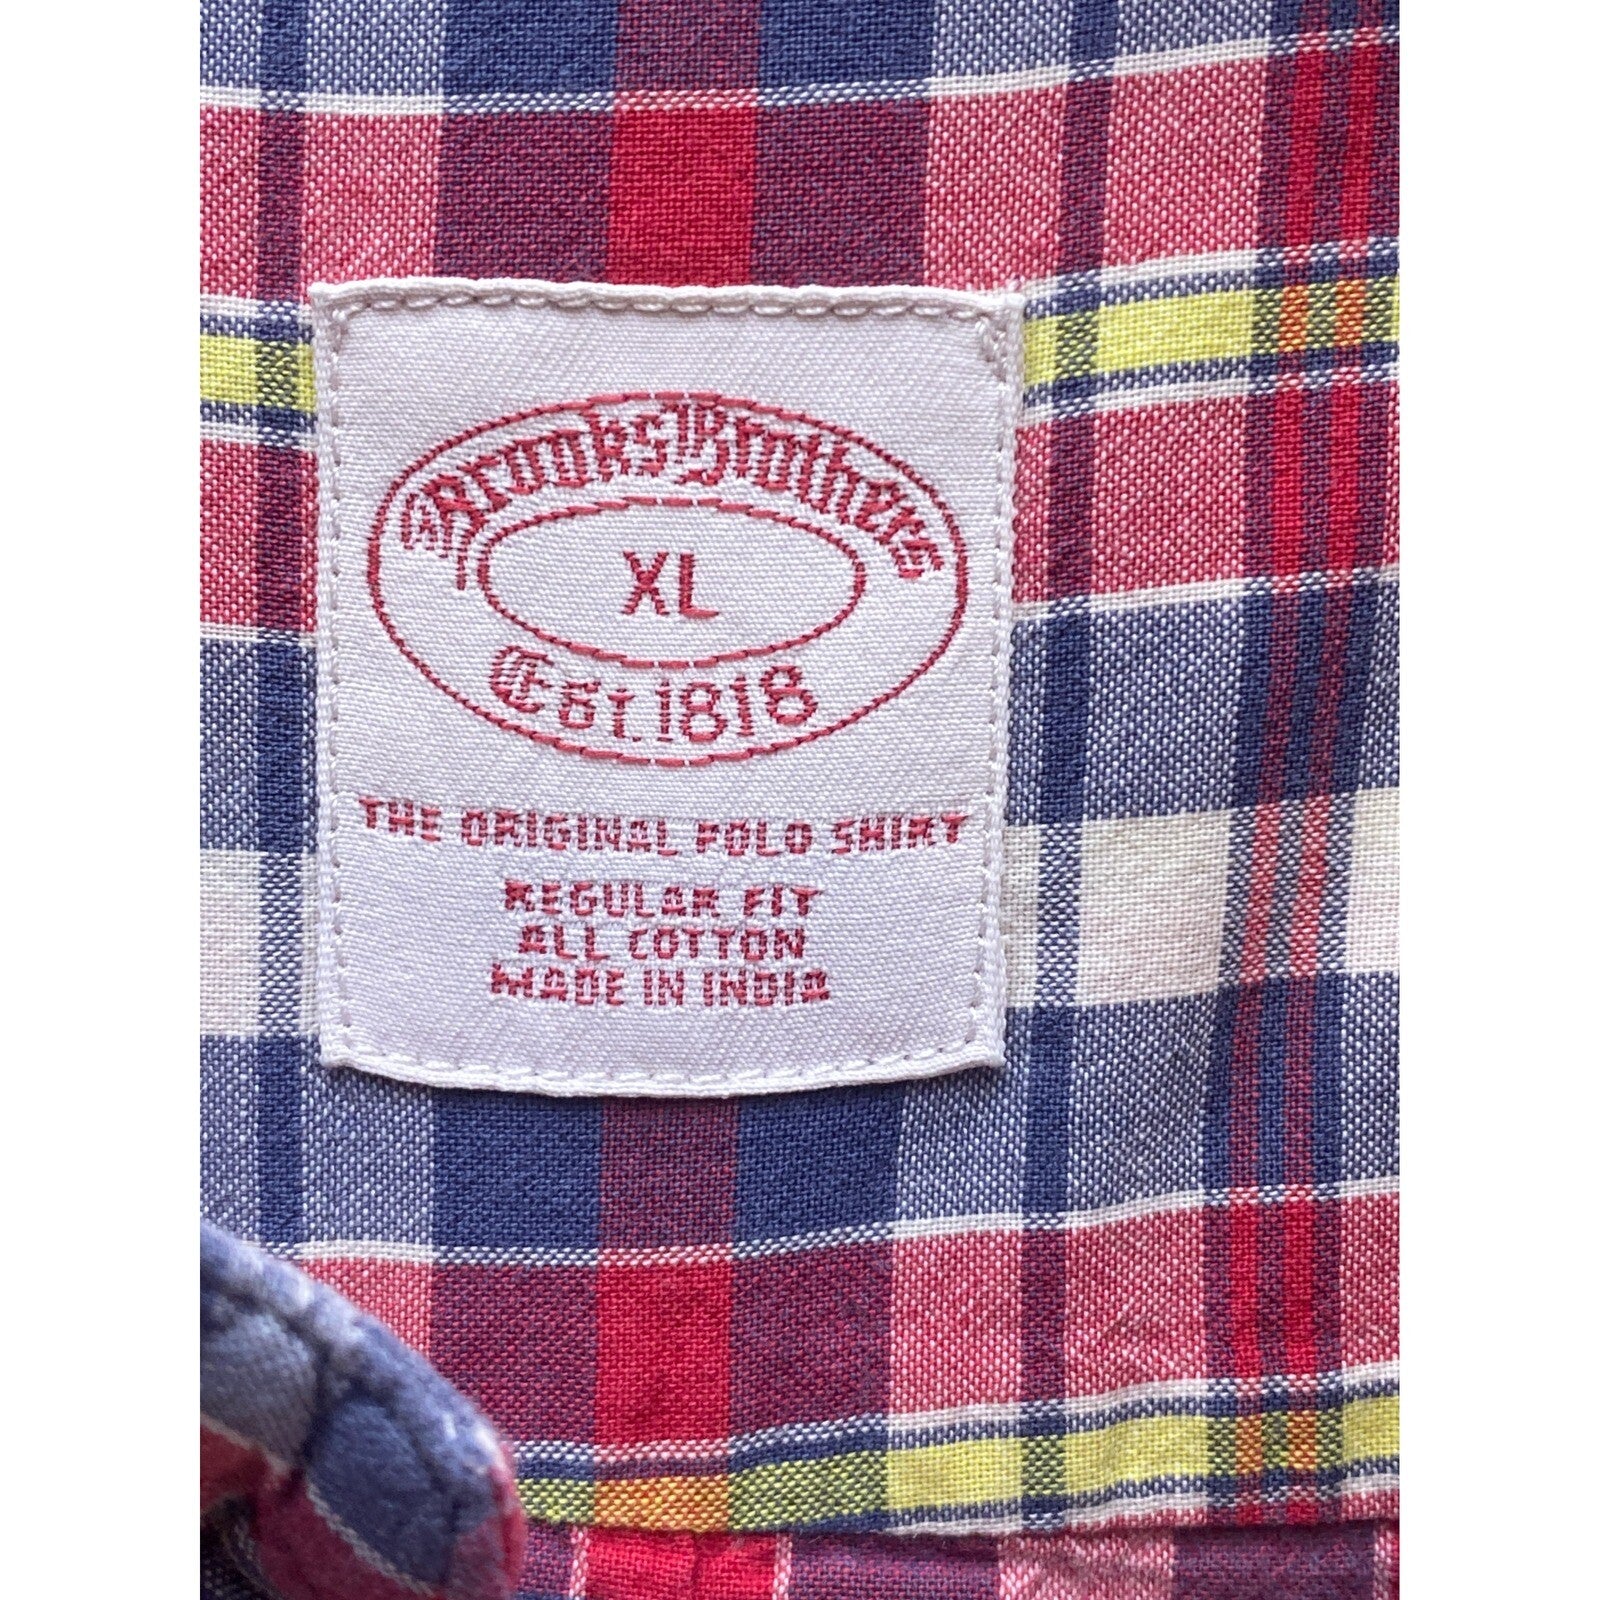 Brooks Brothers
XL
Est. 1818
THE ORIGINAL POLO SHIRT
REGULAR FIT
ALL COTTON
MADE IN INDIA